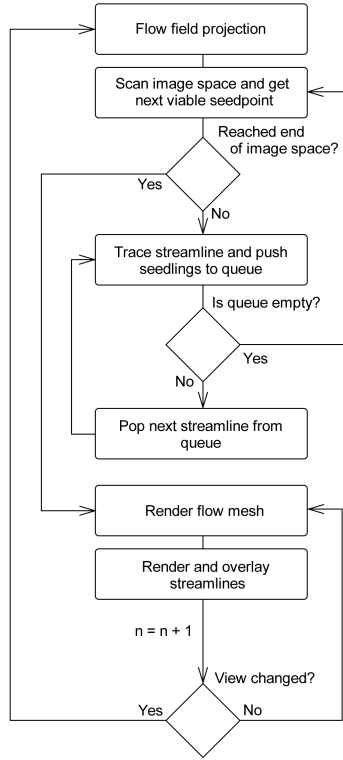 Flow field projection
Scan image space and get
next viable seedpoint
Reached end
of image space?
Yes
No
Trace streamline and push
seedlings to queue
Is queue empty?
Yes
No
Pop next streamline from
queue
Render flow mesh
Render and overlay
streamlines
n = n + 1
View changed?
Yes
No